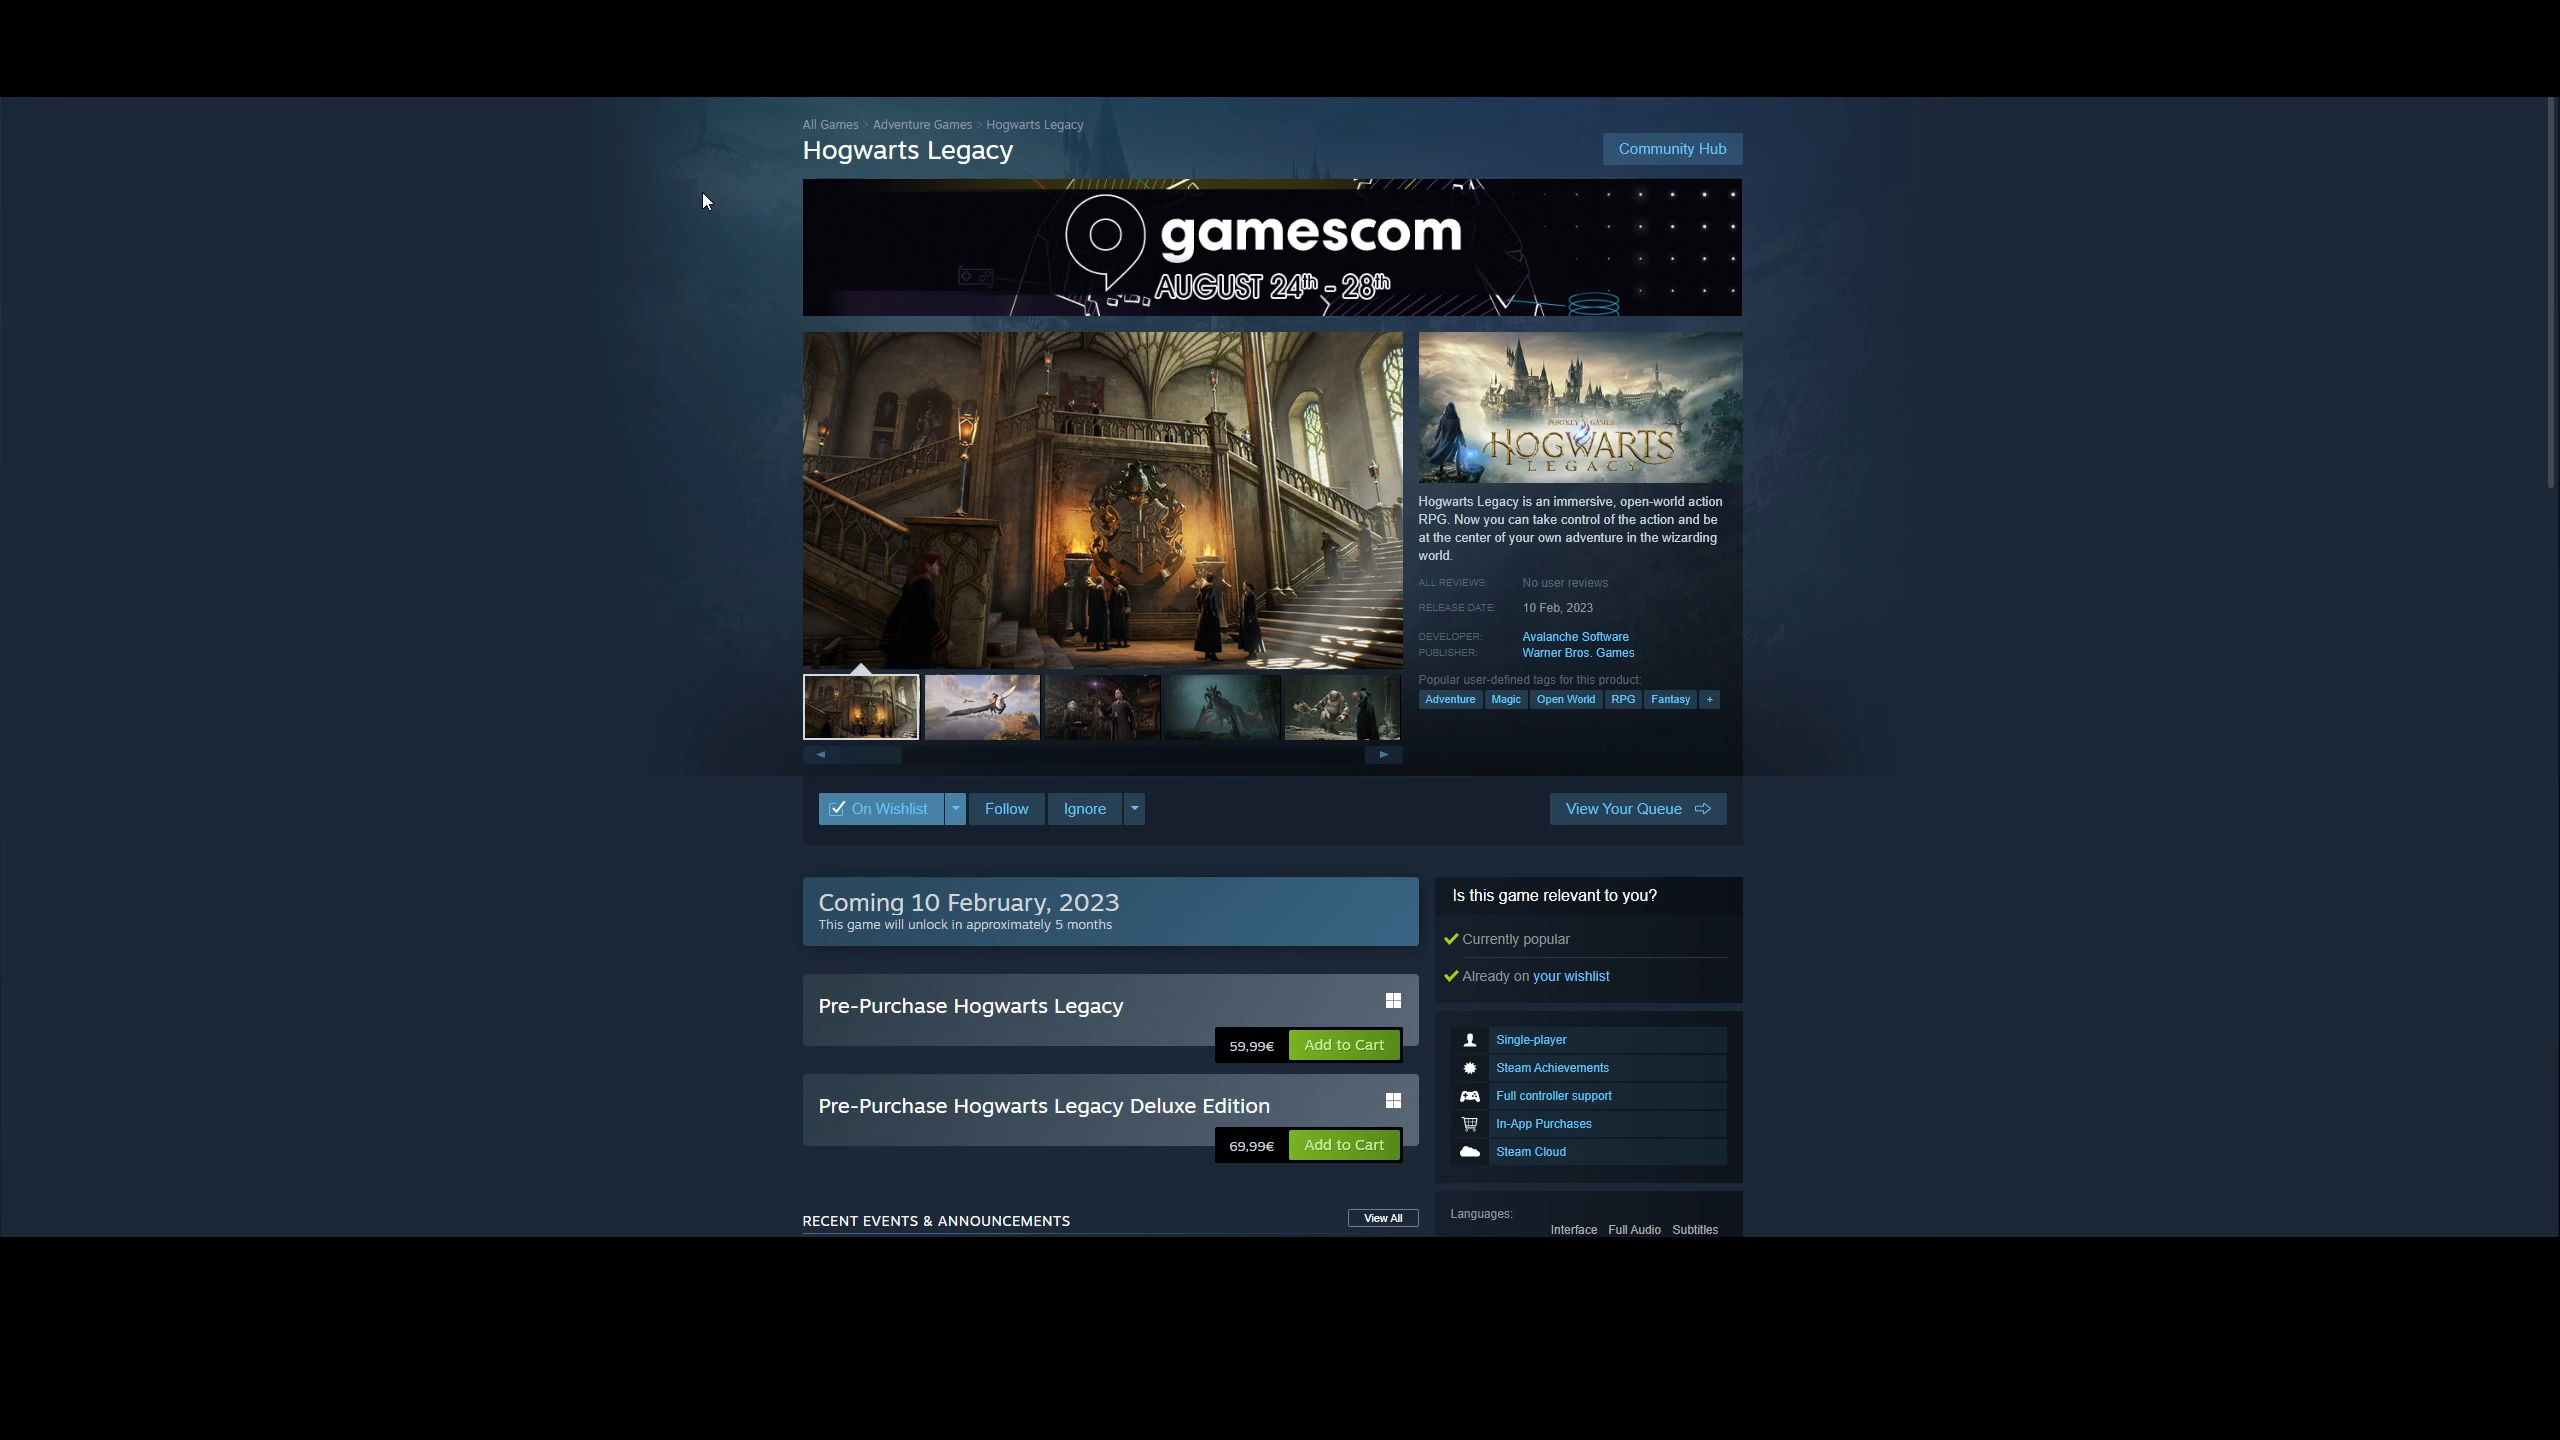 All Games > Adventure Games > Hogwarts Legacy
Hogwarts Legacy
Community Hub
gamescom
AUGUST 24th - 28th
PORTKEY GAMES
HOGWARTS
LEGACY
Hogwarts Legacy is an immersive, open-world action
RPG. Now you can take control of the action and be
at the center of your own adventure in the wizarding
world.
ALL REVIEWS: No user reviews
RELEASE DATE: 10 Feb, 2023
DEVELOPER: Avalanche Software
PUBLISHER: Warner Bros. Games
Popular user-defined tags for this product:
Adventure Magic Open World RPG Fantasy +
On Wishlist Follow Ignore View Your Queue
Coming 10 February, 2023
This game will unlock in approximately 5 months
Is this game relevant to you?
Currently popular
Already on your wishlist
Pre-Purchase Hogwarts Legacy
59,99€ Add to Cart
Pre-Purchase Hogwarts Legacy Deluxe Edition
69,99€ Add to Cart
Single-player
Steam Achievements
Full controller support
In-App Purchases
Steam Cloud
RECENT EVENTS & ANNOUNCEMENTS View All
Languages:
Interface Full Audio Subtitles